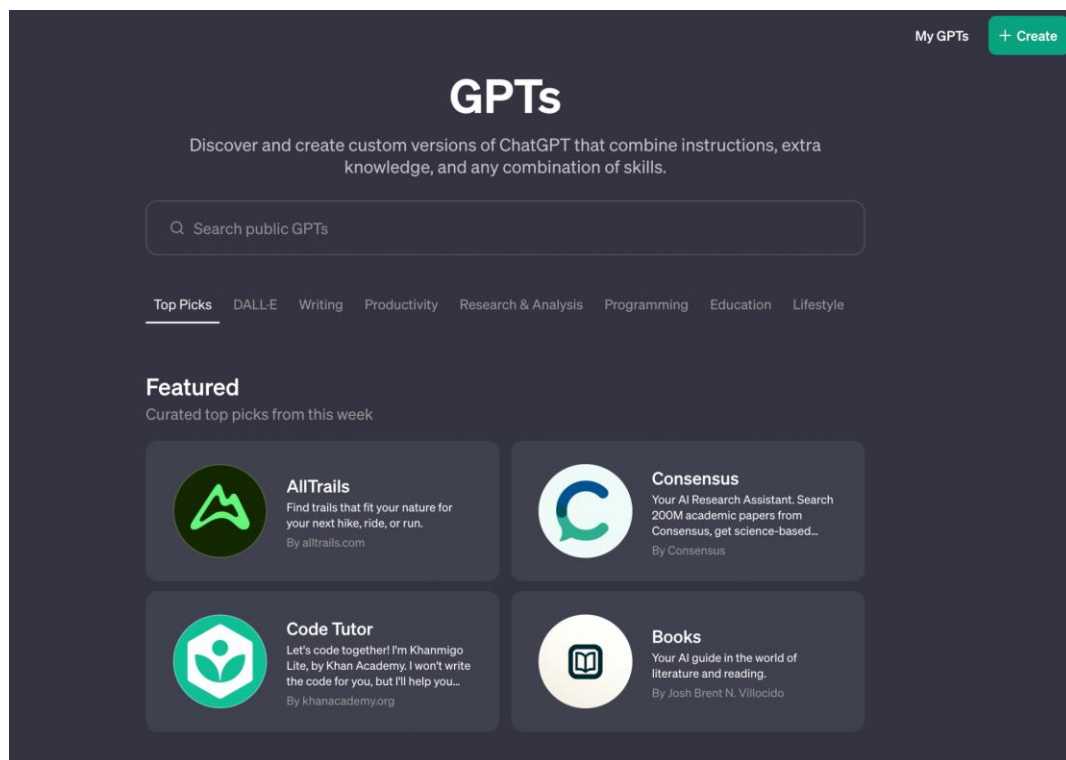 My GPTs
+ Create
GPTs
Discover and create custom versions of ChatGPT that combine instructions, extra
knowledge, and any combination of skills.
Search public GPTs
Top Picks DALL·E Writing Productivity Research & Analysis Programming Education Lifestyle
Featured
Curated top picks from this week
AllTrails
Find trails that fit your nature for
your next hike, ride, or run.
By alltrails.com
Consensus
Your AI Research Assistant. Search
200M academic papers from
Consensus, get science-based...
By Consensus
Code Tutor
Let's code together! I'm Khanmigo
Lite, by Khan Academy. I won't write
the code for you, but I'll help you...
By khanacademy.org
Books
Your AI guide in the world of
literature and reading.
By Josh Brent N. Villocido